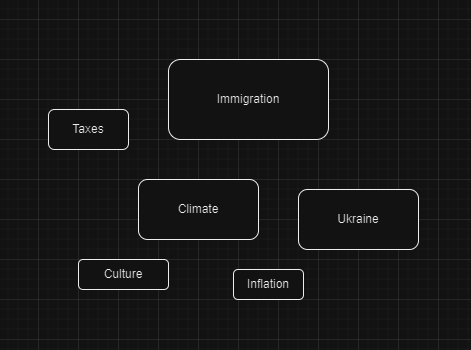 Immigration
Taxes
Climate
Ukraine
Culture
Inflation